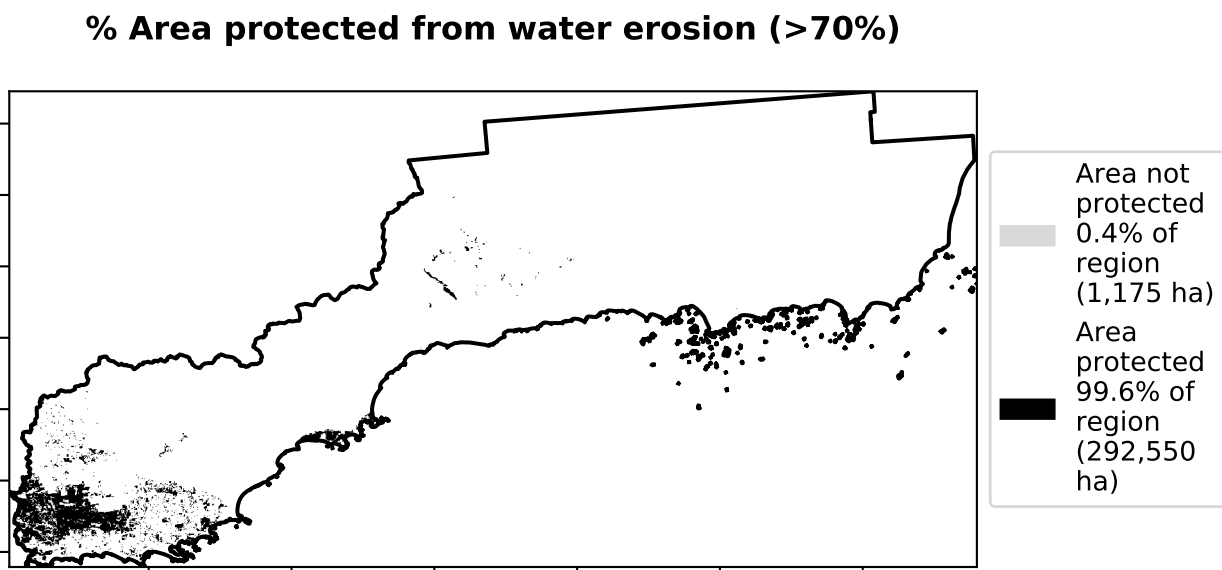 % Area protected from water erosion (>70%)
Area not
protected
0.4% of
region
(1,175 ha)
Area
protected
99.6% of
region
(292,550
ha)